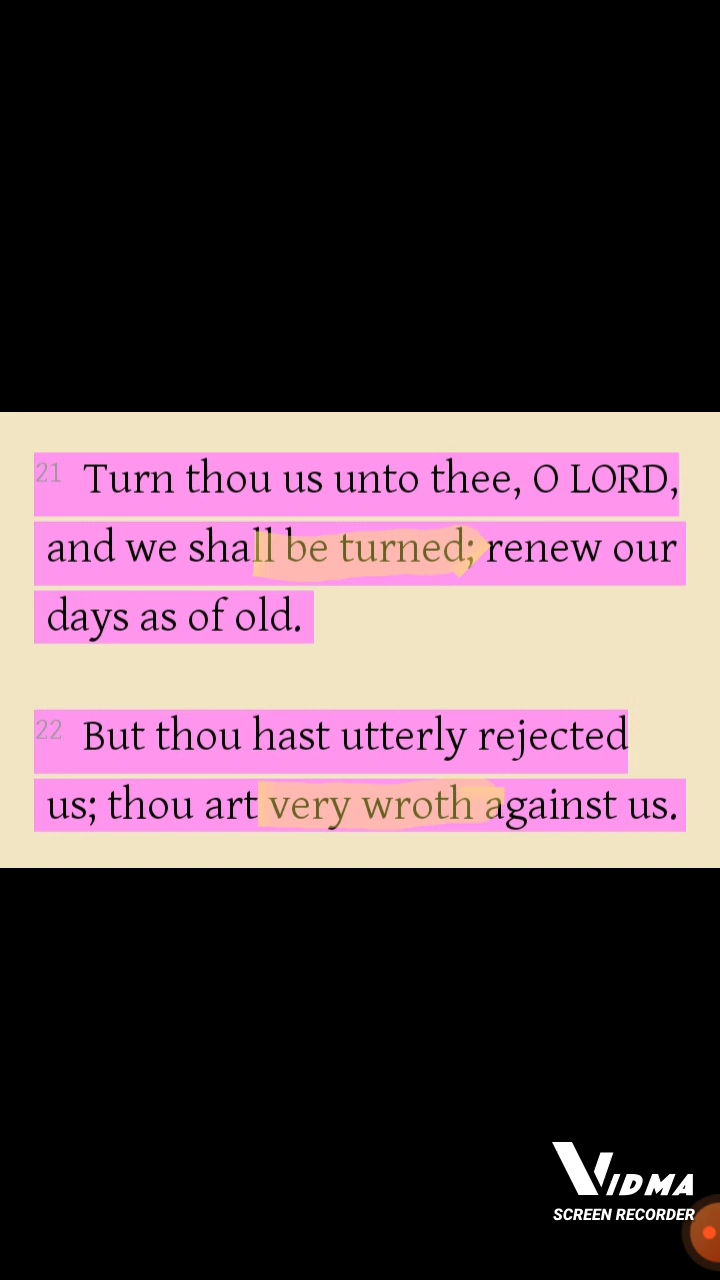 21 Turn thou us unto thee, O LORD,
and we shall be turned; renew our
days as of old.
22 But thou hast utterly rejected
us; thou art very wroth against us.
VIDMA
SCREEN RECORDER